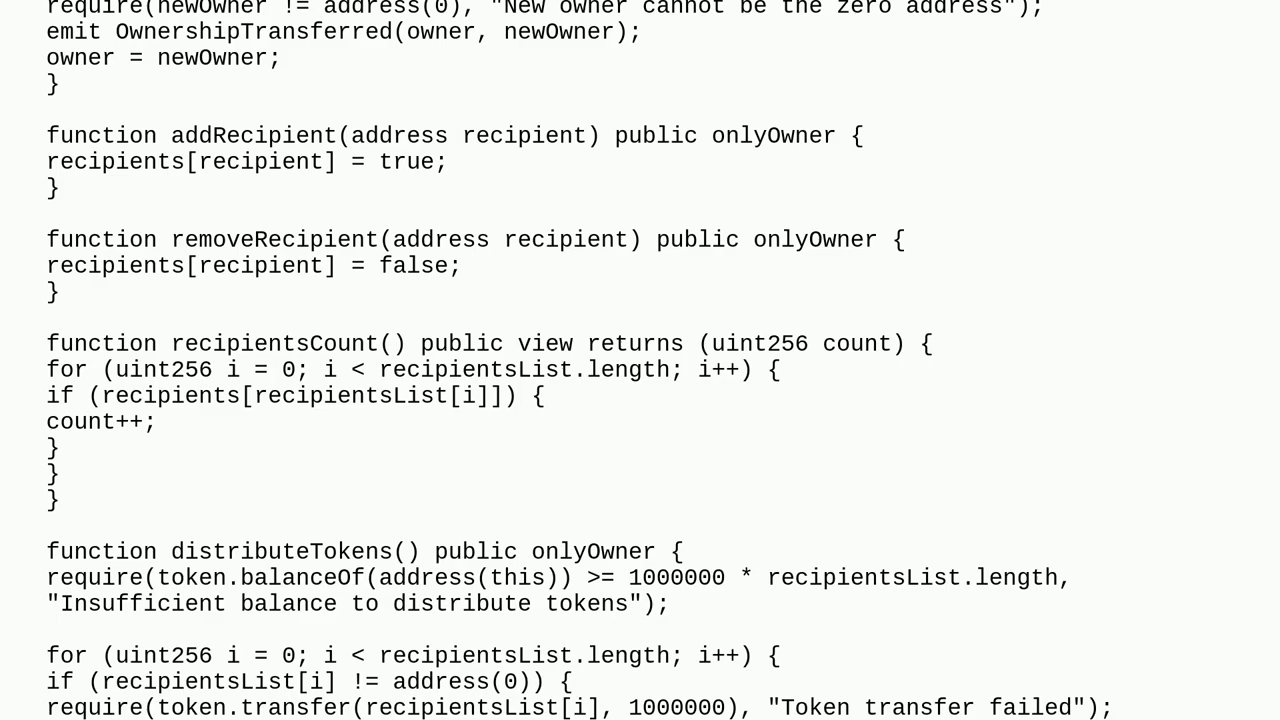 require(newOwner != address(0), "New owner cannot be the zero address");
emit OwnershipTransferred(owner, newOwner);
owner = newOwner;
}

function addRecipient(address recipient) public onlyOwner {
recipients[recipient] = true;
}

function removeRecipient(address recipient) public onlyOwner {
recipients[recipient] = false;
}

function recipientsCount() public view returns (uint256 count) {
for (uint256 i = 0; i < recipientsList.length; i++) {
if (recipients[recipientsList[i]]) {
count++;
}
}
}

function distributeTokens() public onlyOwner {
require(token.balanceOf(address(this)) >= 1000000 * recipientsList.length,
"Insufficient balance to distribute tokens");

for (uint256 i = 0; i < recipientsList.length; i++) {
if (recipientsList[i] != address(0)) {
require(token.transfer(recipientsList[i], 1000000), "Token transfer failed");